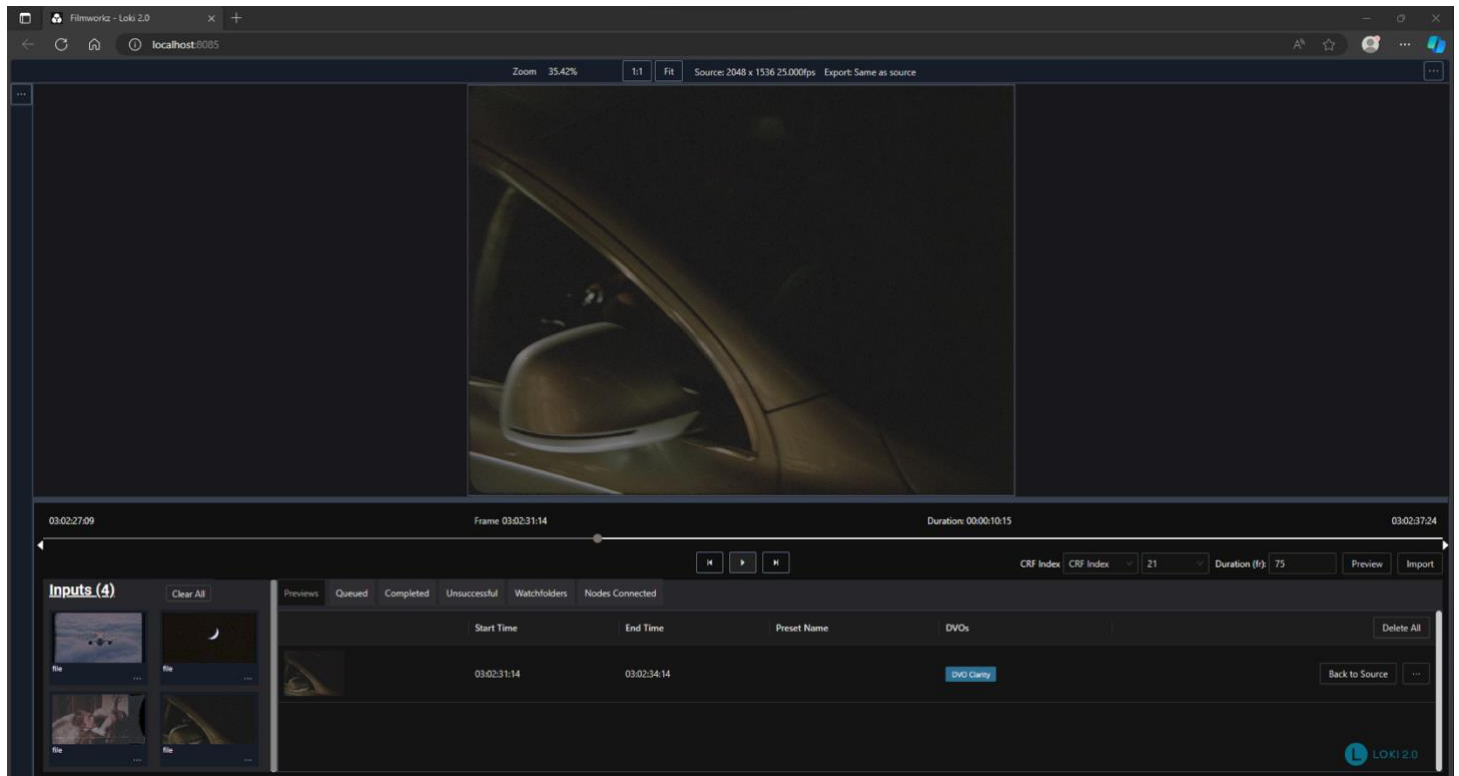 Filmworkz - Loki 2.0
localhost:8085
Zoom 35.42% 1:1 Fit Source: 2048 x 1536 25.000fps Export: Same as source
03:02:27:09 Frame 03:02:31:14 Duration: 00:00:10:15 03:02:37:24
CRF Index CRF Index 21 Duration (fr): 75 Preview Import
Inputs (4) Clear All
file file
file file
Previews Queued Completed Unsuccessful Watchfolders Nodes Connected
Start Time End Time Preset Name DVOs Delete All
03:02:31:14 03:02:34:14 DVO Clarity Back to Source
L LOKI 2.0